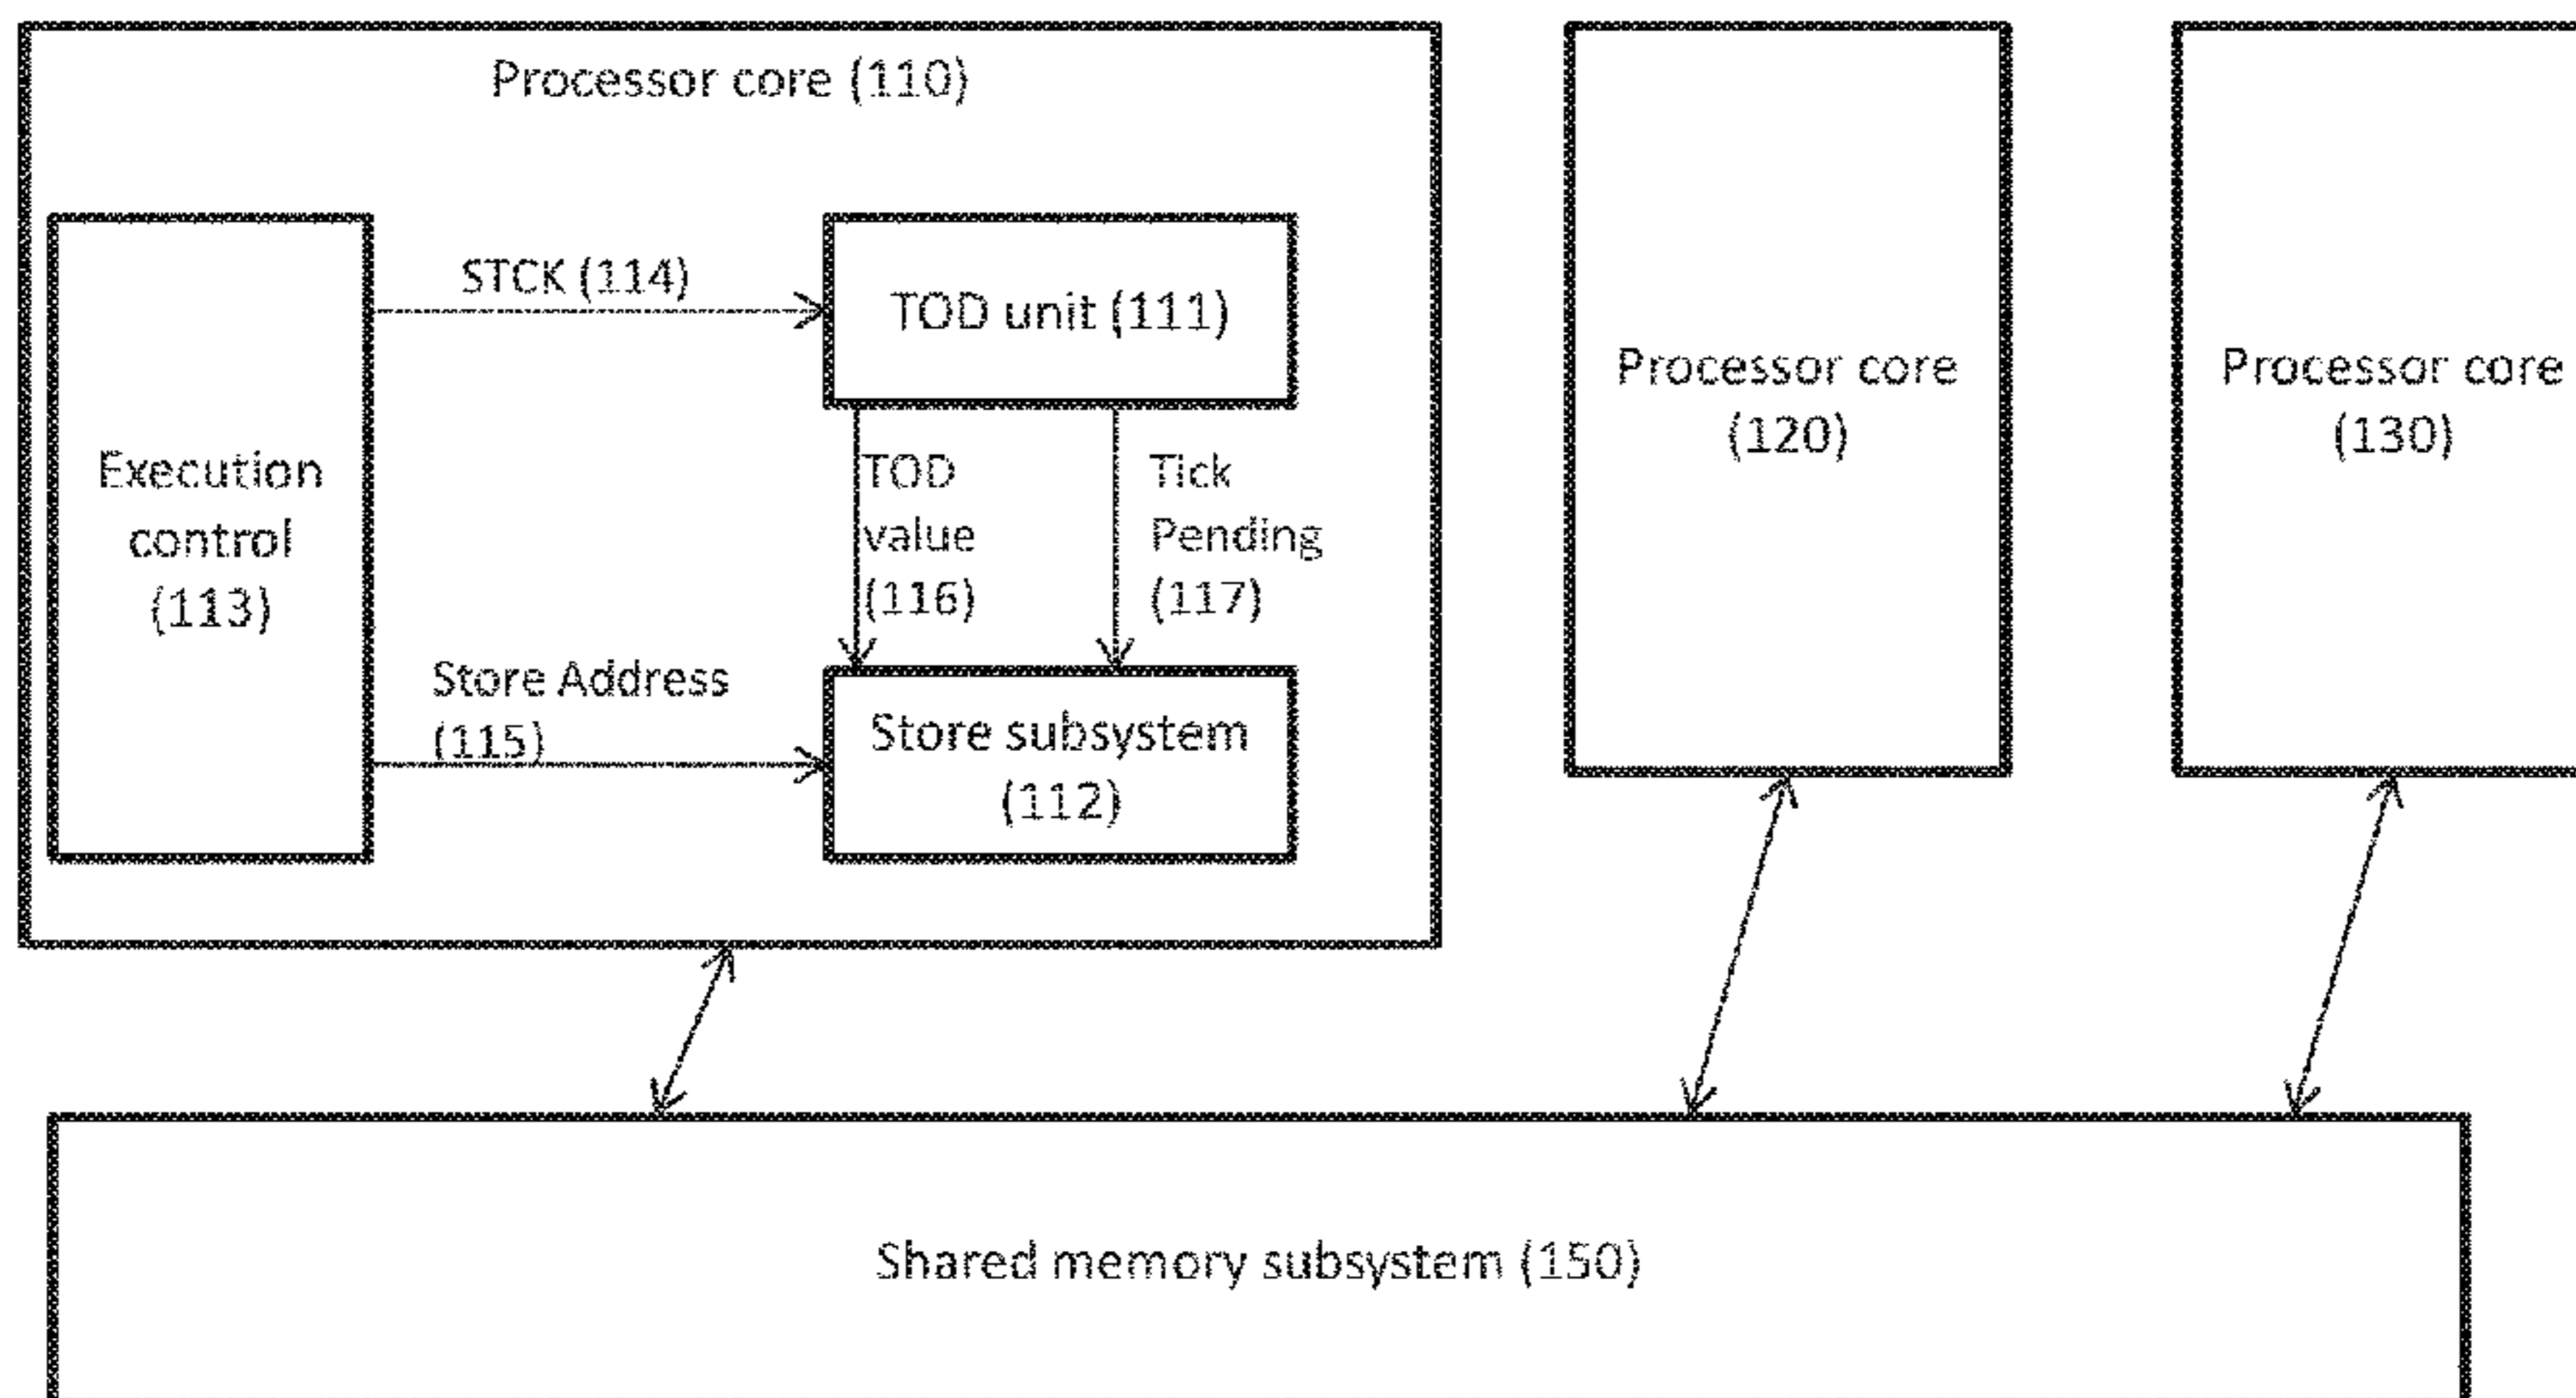 Processor core (110)
STCK (114)
TOD unit (111)
Execution
control
(113)
TOD
value
(116)
Tick
Pending
(117)
Store Address
(115)
Store subsystem
(112)
Processor core
(120)
Processor core
(130)
Shared memory subsystem (150)